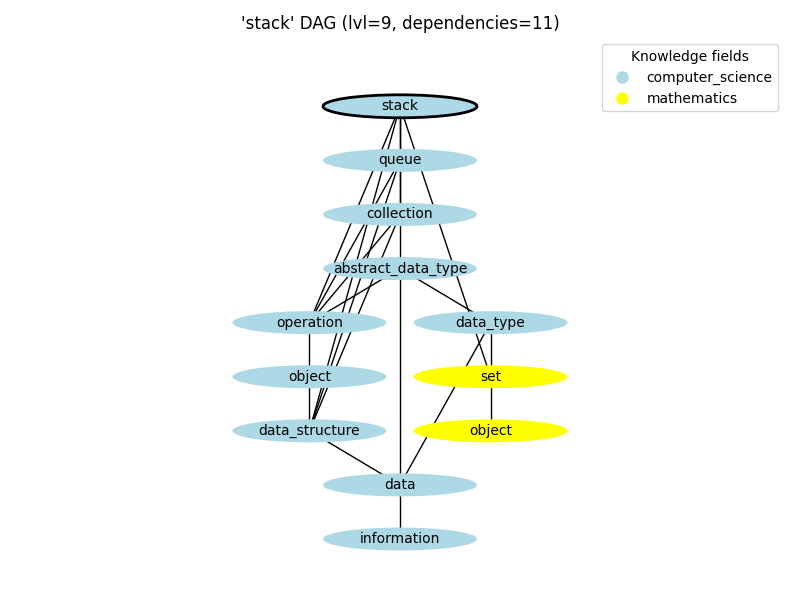 'stack' DAG (lvl=9, dependencies=11)
Knowledge fields
computer_science
mathematics
stack
queue
collection
abstract_data_type
operation
data_type
object
set
data_structure
object
data
information